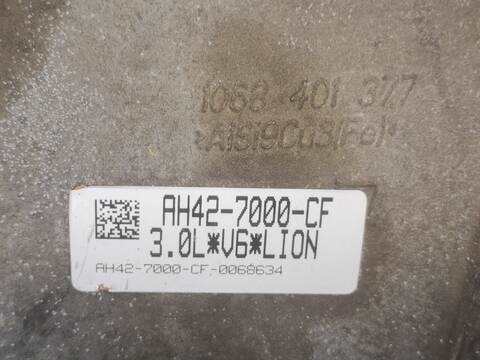 1068 401 377
>AlSi9Cu3(Fe)<
AH42-7000-CF
3.0L*V6*LION
AH42-7000-CF-0068634